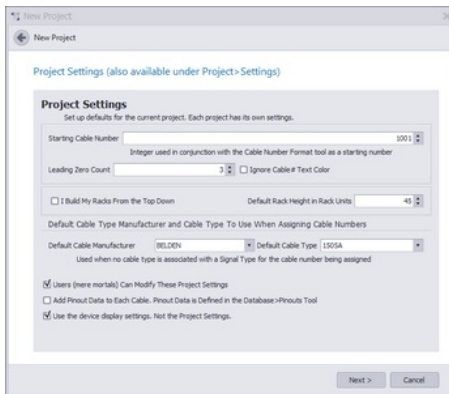 New Project
New Project
Project Settings (also available under Project>Settings)
Project Settings
Set up defaults for the current project. Each project has its own settings.
Starting Cable Number 1001
Integer used in conjunction with the Cable Number Format tool as a starting number
Leading Zero Count 3 Ignore Cable# Text Color
I Build My Racks From the Top Down Default Rack Height in Rack Units 45
Default Cable Type Manufacturer and Cable Type To Use When Assigning Cable Numbers
Default Cable Manufacturer BELDEN Default Cable Type 1505A
Used when no cable type is associated with a Signal Type for the cable number being assigned
Users (mere mortals) Can Modify These Project Settings
Add Pinout Data to Each Cable. Pinout Data is Defined in the Database>Pinouts Tool
Use the device display settings. Not the Project Settings.
Next > Cancel